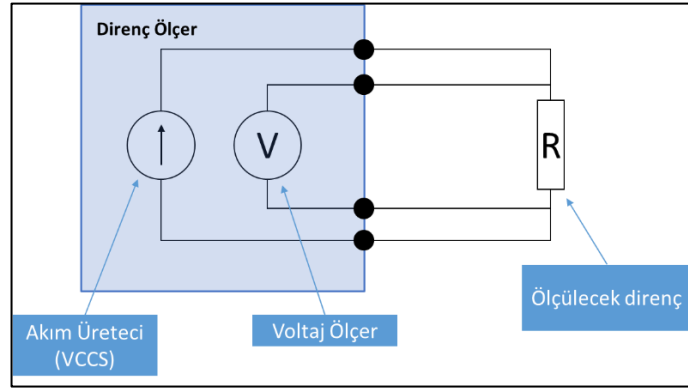 Direnç Ölçer
V
R
Akım Üreteci
(VCCS)
Voltaj Ölçer
Ölçülecek direnç